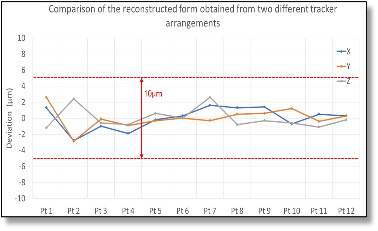 Comparison of the reconstructed form obtained from two different tracker
arrangements
10
8
6
4
2
0
-2
-4
-6
-8
-10
Deviation (µm)
10µm
X
Y
Z
Pt 1 Pt 2 Pt 3 Pt 4 Pt 5 Pt 6 Pt 7 Pt 8 Pt 9 Pt 10 Pt 11 Pt 12